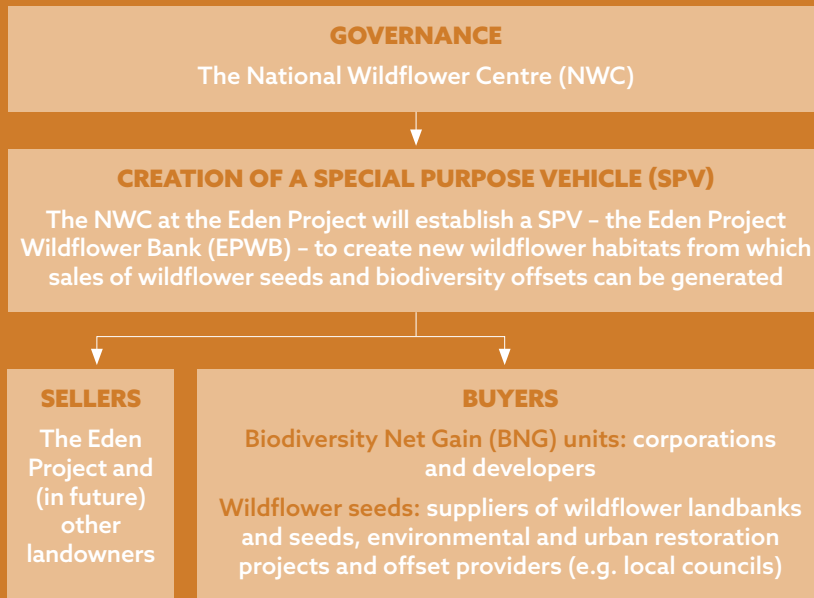 GOVERNANCE
The National Wildflower Centre (NWC)
CREATION OF A SPECIAL PURPOSE VEHICLE (SPV)
The NWC at the Eden Project will establish a SPV – the Eden Project
Wildflower Bank (EPWB) – to create new wildflower habitats from which
sales of wildflower seeds and biodiversity offsets can be generated
SELLERS
The Eden
Project and
(in future)
other
landowners
BUYERS
Biodiversity Net Gain (BNG) units: corporations
and developers
Wildflower seeds: suppliers of wildflower landbanks
and seeds, environmental and urban restoration
projects and offset providers (e.g. local councils)